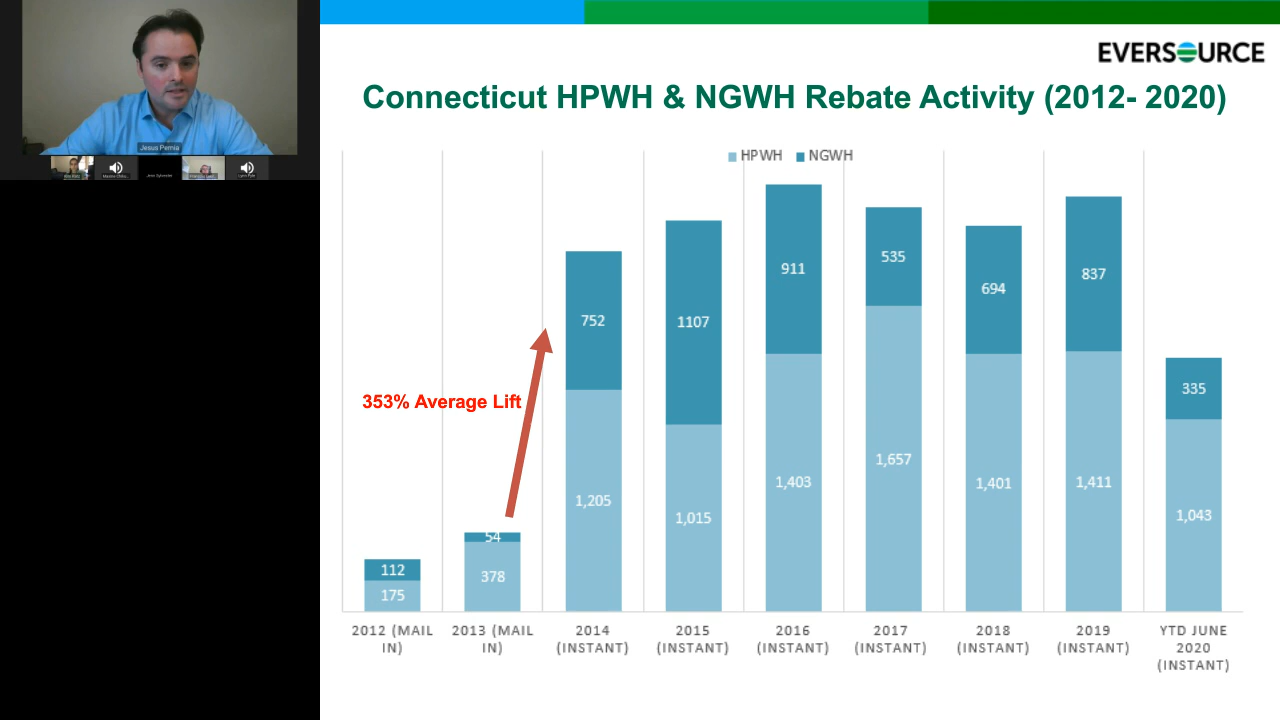 Jesus Pernia
EVERSOURCE
Connecticut HPWH & NGWH Rebate Activity (2012- 2020)
HPWH NGWH
353% Average Lift
112
175
54
378
752
1,205
1107
1,015
911
1,403
535
1,657
694
1,401
837
1,411
335
1,043
2012 (MAIL
IN)
2013 (MAIL
IN)
2014
(INSTANT)
2015
(INSTANT)
2016
(INSTANT)
2017
(INSTANT)
2018
(INSTANT)
2019
(INSTANT)
YTD JUNE
2020
(INSTANT)